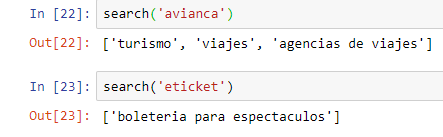 In [22]: search('avianca')
Out[22]: ['turismo', 'viajes', 'agencias de viajes']
In [23]: search('eticket')
Out[23]: ['boleteria para espectaculos']